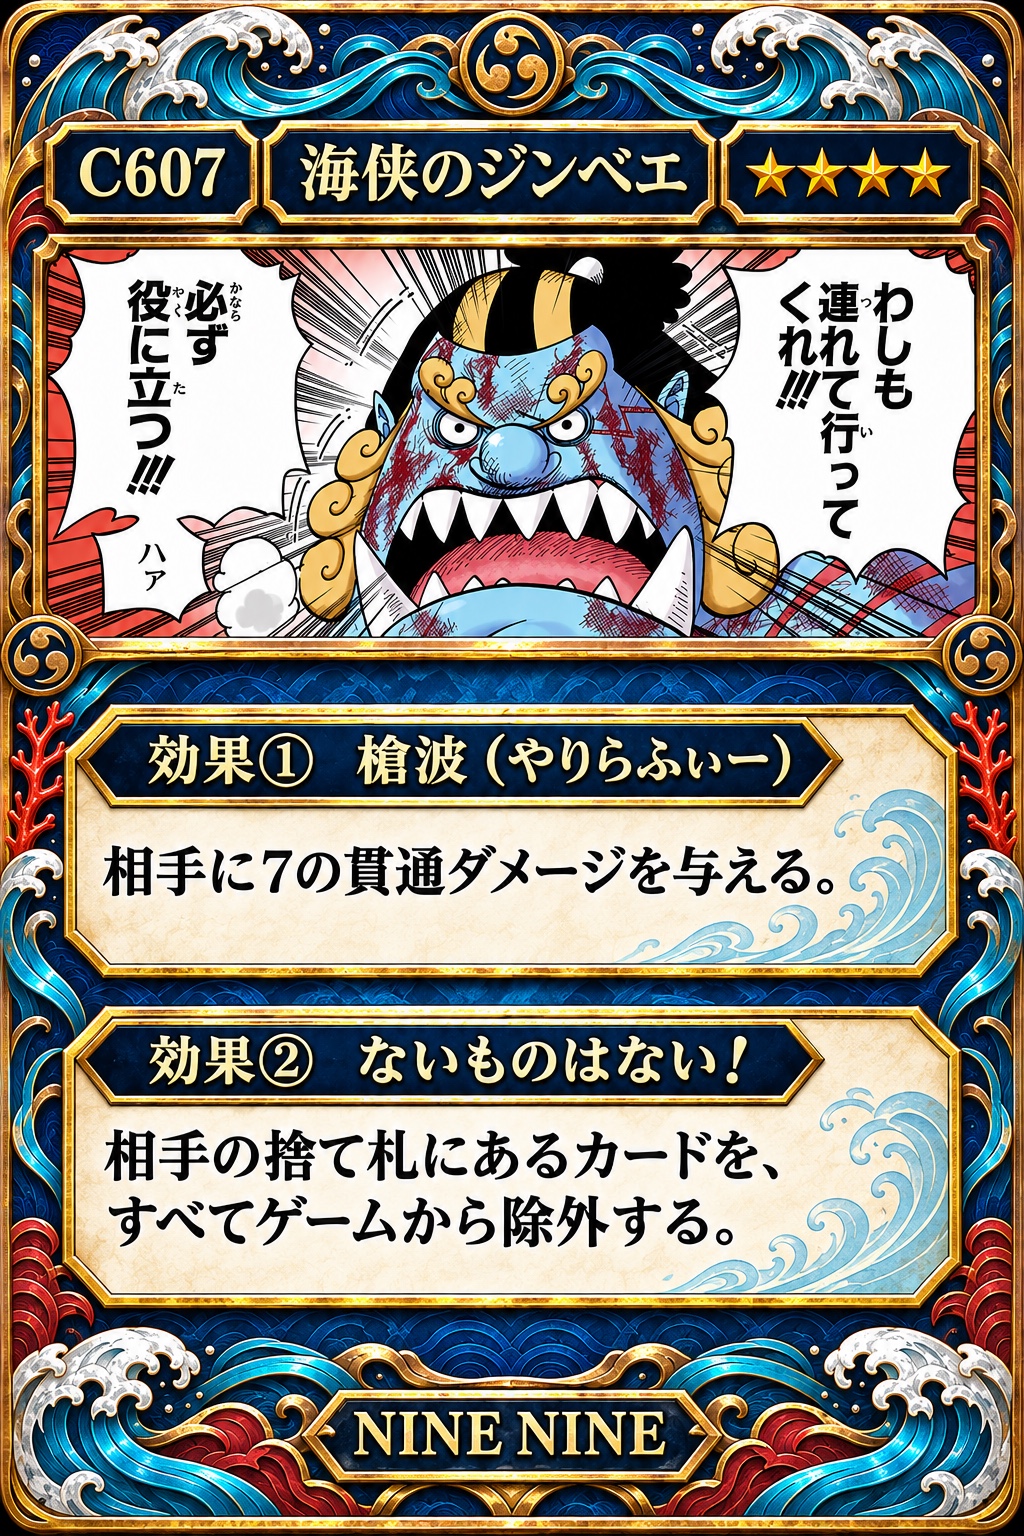 C607
海侠のジンベエ
★★★★
わしも
連れて行って
くれ!!!
必ず
役に立つ!!!
ハァ
効果① 槍波（やりらふぃー）
相手に7の貫通ダメージを与える。
効果② ないものはない！
相手の捨て札にあるカードを、
すべてゲームから除外する。
NINE NINE